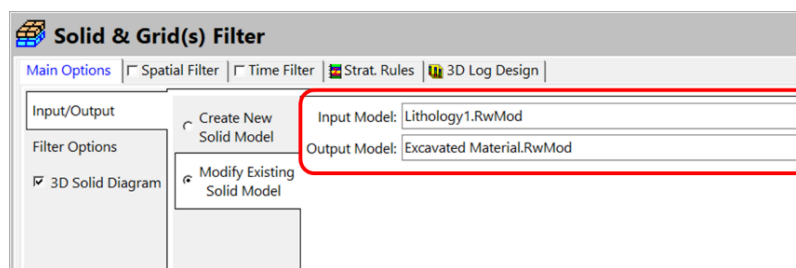 Solid & Grid(s) Filter
Main Options Spatial Filter Time Filter Strat. Rules 3D Log Design
Input/Output
Filter Options
3D Solid Diagram
Create New
Solid Model
Modify Existing
Solid Model
Input Model: Lithology1.RwMod
Output Model: Excavated Material.RwMod